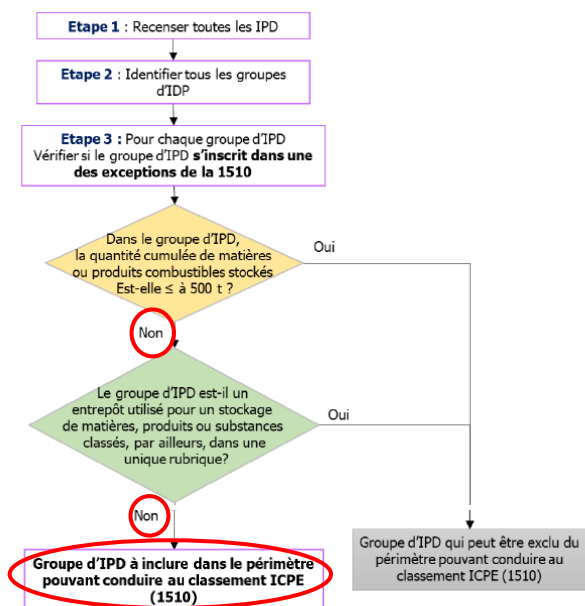 Etape 1 : Recenser toutes les IPD
Etape 2 : Identifier tous les groupes
d'IDP
Etape 3 : Pour chaque groupe d'IPD
Vérifier si le groupe d'IPD s'inscrit dans une
des exceptions de la 1510
Dans le groupe d'IPD,
la quantité cumulée de matières
ou produits combustibles stockés
Est-elle ≤ à 500 t ?
Oui
Non
Le groupe d'IPD est-il un
entrepôt utilisé pour un stockage
de matières, produits ou substances
classés, par ailleurs, dans une
unique rubrique?
Oui
Non
Groupe d'IPD à inclure dans le périmètre
pouvant conduire au classement ICPE
(1510)
Groupe d'IPD qui peut être exclu du
périmètre pouvant conduire au
classement ICPE (1510)